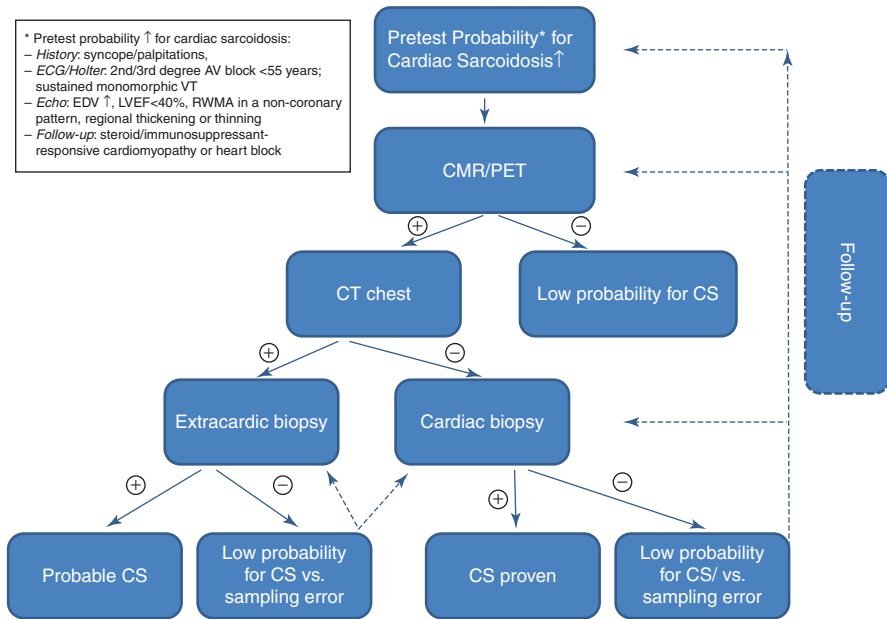 * Pretest probability ↑ for cardiac sarcoidosis:
– History: syncope/palpitations,
– ECG/Holter: 2nd/3rd degree AV block <55 years;
sustained monomorphic VT
– Echo: EDV ↑, LVEF<40%, RWMA in a non-coronary
pattern, regional thickening or thinning
– Follow-up: steroid/immunosuppressant-
responsive cardiomyopathy or heart block
Pretest Probability* for
Cardiac Sarcoidosis↑
CMR/PET
+
−
CT chest
Low probability for CS
Follow-up
+
−
Extracardic biopsy
Cardiac biopsy
+
−
+
−
Probable CS
Low probability
for CS vs.
sampling error
CS proven
Low probability
for CS/ vs.
sampling error